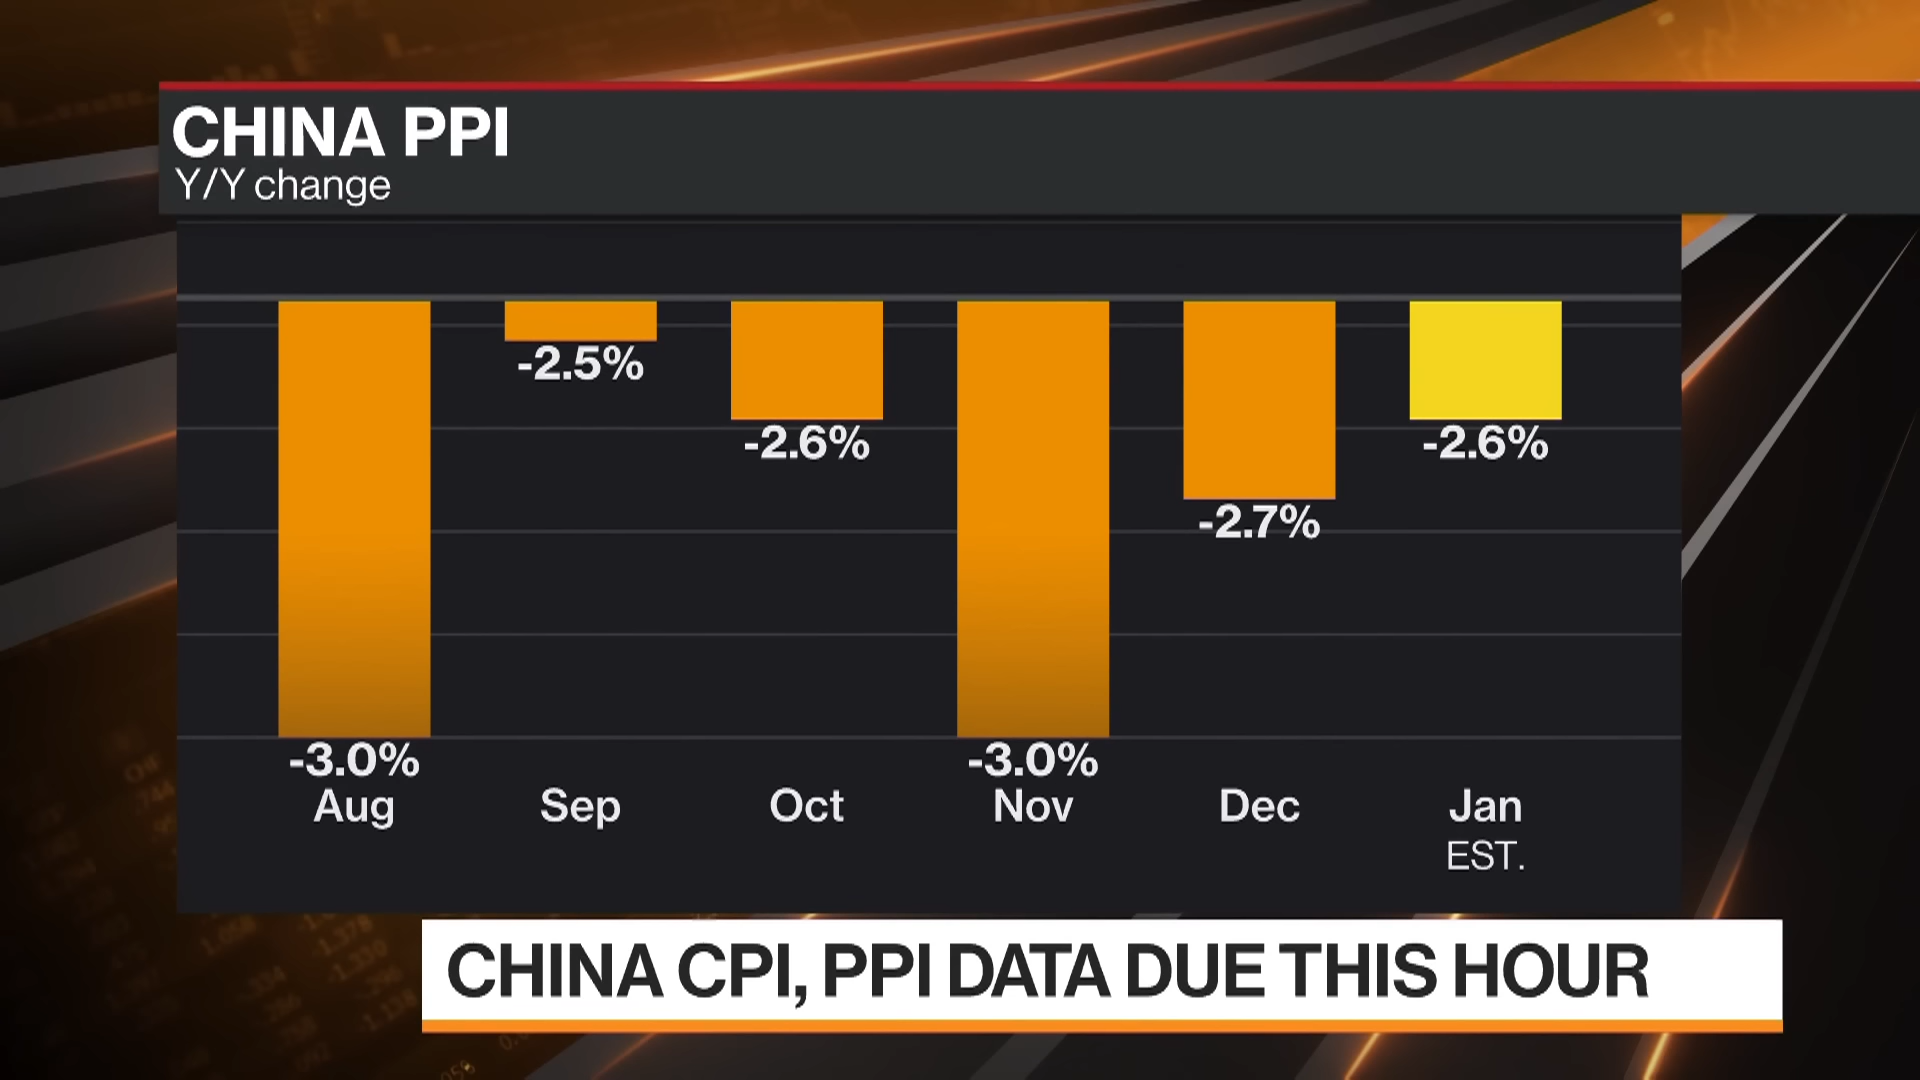 CHINA PPI
Y/Y change
-2.5%
-2.6%
-2.6%
-2.7%
-3.0%
-3.0%
Aug
Sep
Oct
Nov
Dec
Jan
EST.
CHINA CPI, PPI DATA DUE THIS HOUR